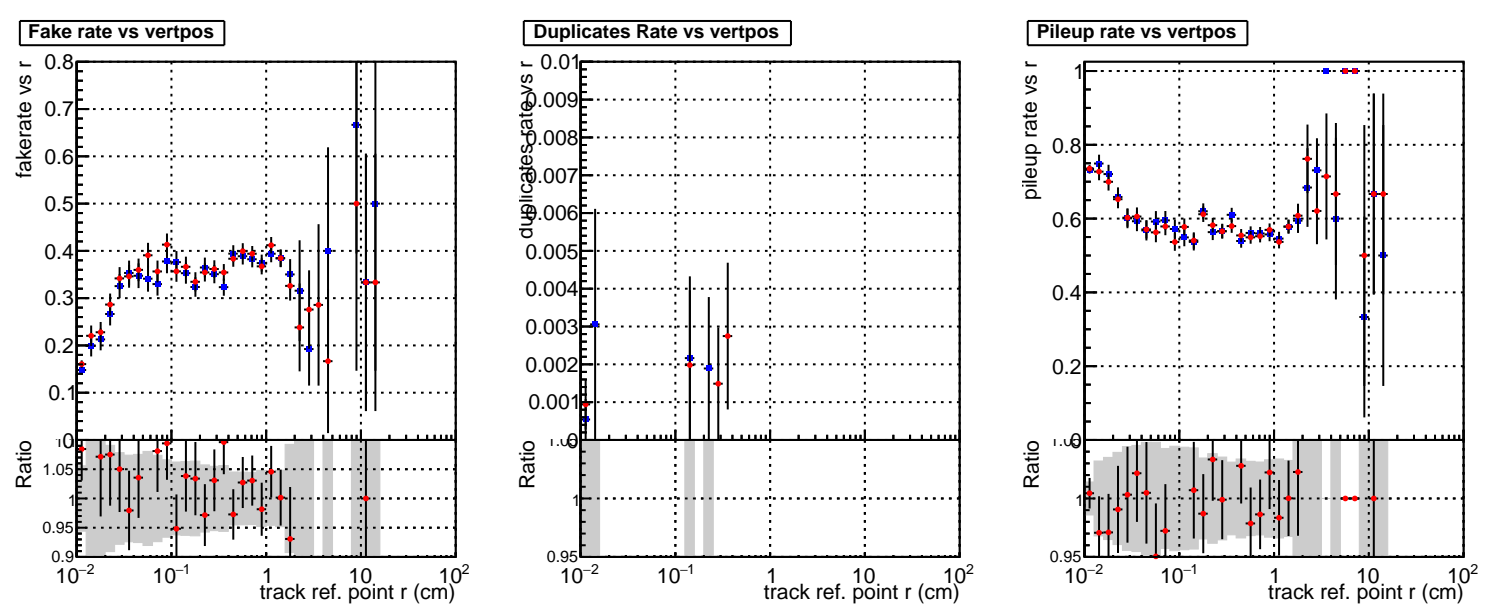 Fake rate vs vertpos
fakerate vs r
0.8
0.7
0.6
0.5
0.4
0.3
0.2
0.1
Ratio
1.05
1
0.95
0.9
10−2 10−1 1 10 102
track ref. point r (cm)
Duplicates Rate vs vertpos
duplicates rate vs r
0.01
0.009
0.008
0.007
0.006
0.005
0.004
0.003
0.002
0.001
0
Ratio
1
0.95
10−2 10−1 1 10 102
track ref. point r (cm)
Pileup rate vs vertpos
pileup rate vs r
1
0.8
0.6
0.4
0.2
Ratio
1
0.95
10−2 10−1 1 10 102
track ref. point r (cm)